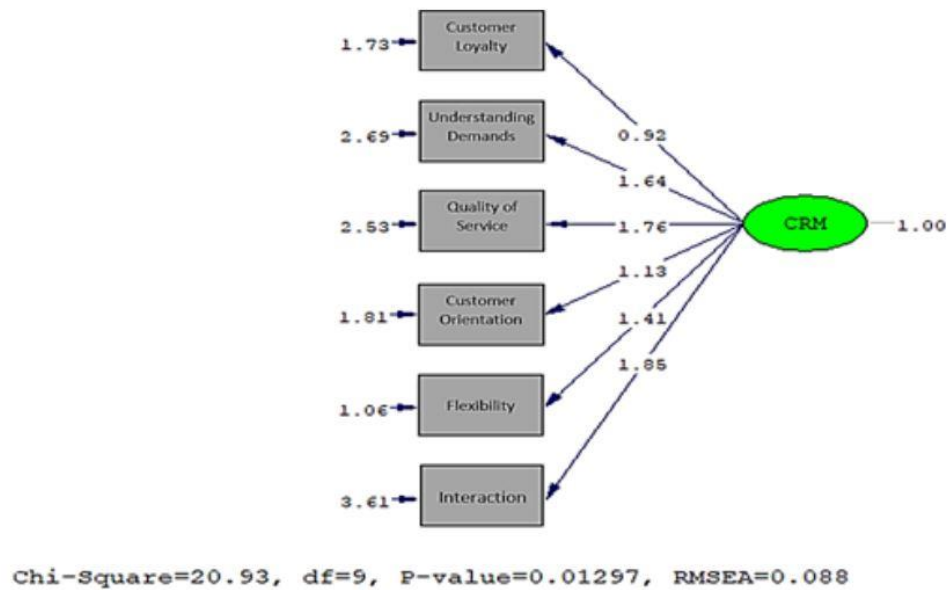 Customer
Loyalty
1.73
0.92
Understanding
Demands
2.69
1.64
Quality of
Service
2.53
1.76
CRM
1.00
Customer
Orientation
1.81
1.13
1.41
Flexibility
1.06
1.85
Interaction
3.61
Chi-Square=20.93, df=9, P-value=0.01297, RMSEA=0.088